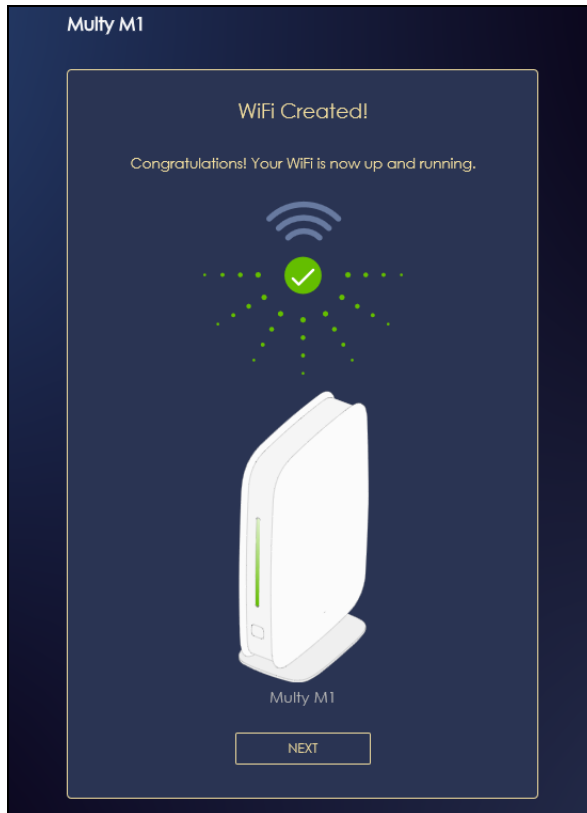 Multy M1
WiFi Created!
Congratulations! Your WiFi is now up and running.
Multy M1
NEXT